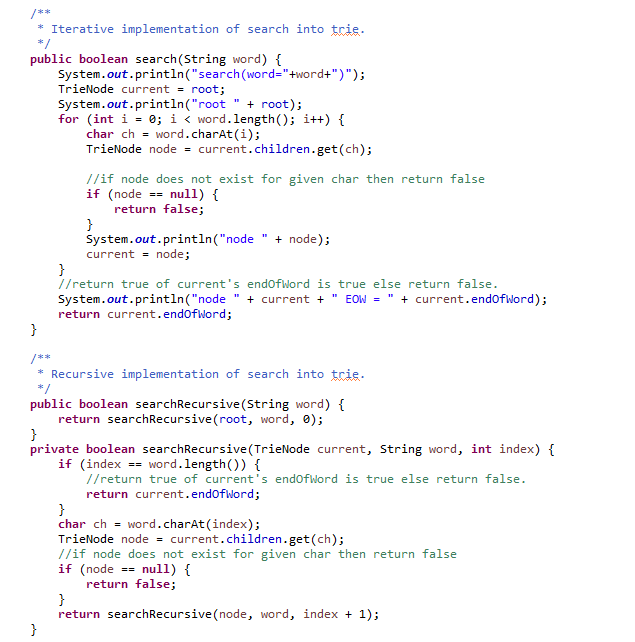 /**
 * Iterative implementation of search into trie.
 */
public boolean search(String word) {
    System.out.println("search(word="+word+")");
    TrieNode current = root;
    System.out.println("root " + root);
    for (int i = 0; i < word.length(); i++) {
        char ch = word.charAt(i);
        TrieNode node = current.children.get(ch);

        //if node does not exist for given char then return false
        if (node == null) {
            return false;
        }
        System.out.println("node " + node);
        current = node;
    }
    //return true of current's endOfWord is true else return false.
    System.out.println("node " + current + " EOW = " + current.endOfWord);
    return current.endOfWord;
}

/**
 * Recursive implementation of search into trie.
 */
public boolean searchRecursive(String word) {
    return searchRecursive(root, word, 0);
}
private boolean searchRecursive(TrieNode current, String word, int index) {
    if (index == word.length()) {
        //return true of current's endOfWord is true else return false.
        return current.endOfWord;
    }
    char ch = word.charAt(index);
    TrieNode node = current.children.get(ch);
    //if node does not exist for given char then return false
    if (node == null) {
        return false;
    }
    return searchRecursive(node, word, index + 1);
}